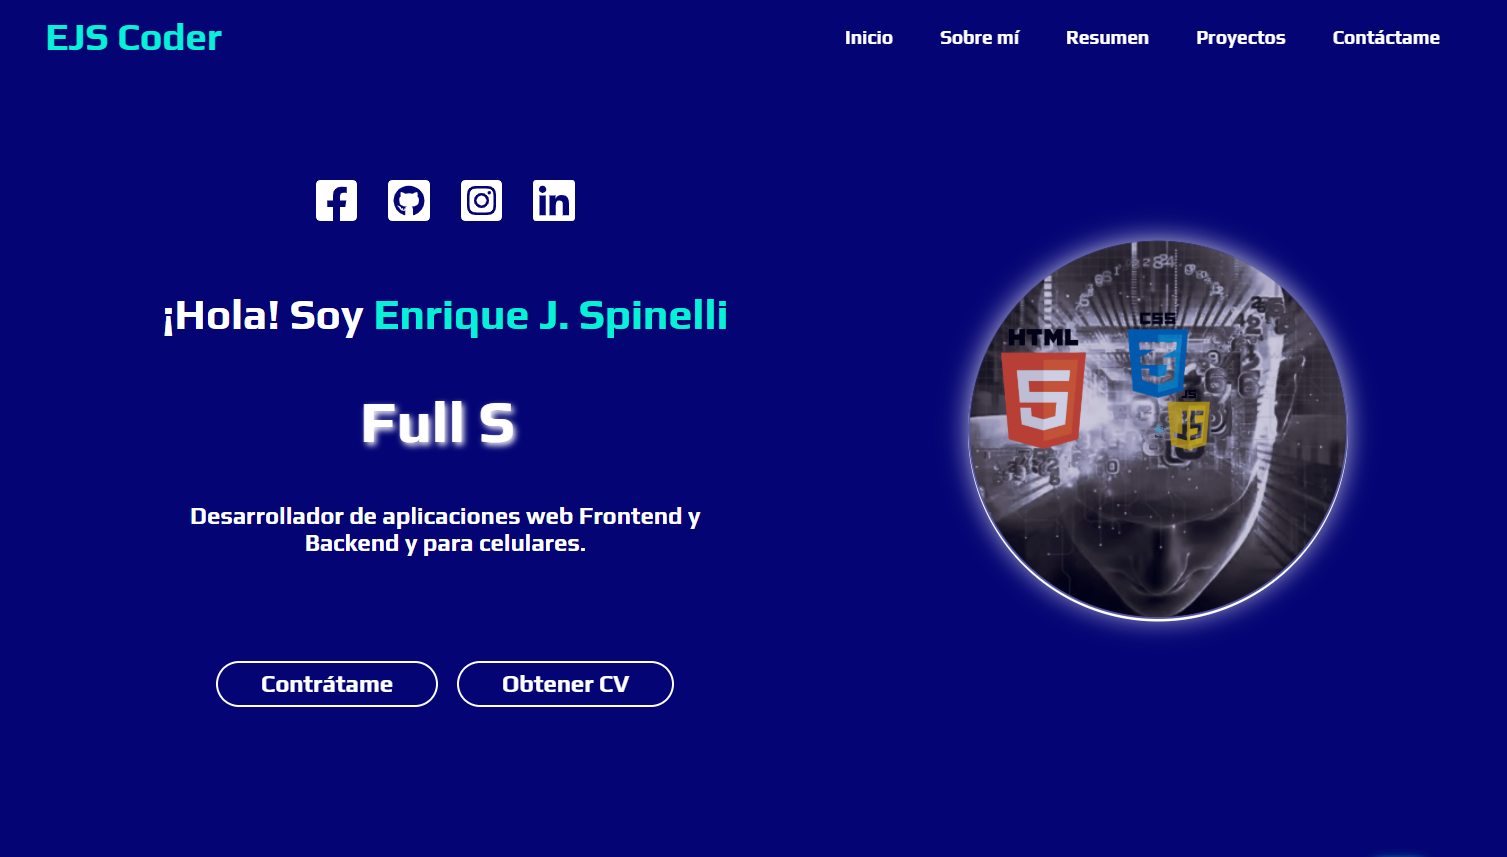 EJS Coder
Inicio Sobre mí Resumen Proyectos Contáctame
¡Hola! Soy Enrique J. Spinelli
Full S
Desarrollador de aplicaciones web Frontend y
Backend y para celulares.
Contrátame Obtener CV
HTML
5
CSS
3
JS
JS